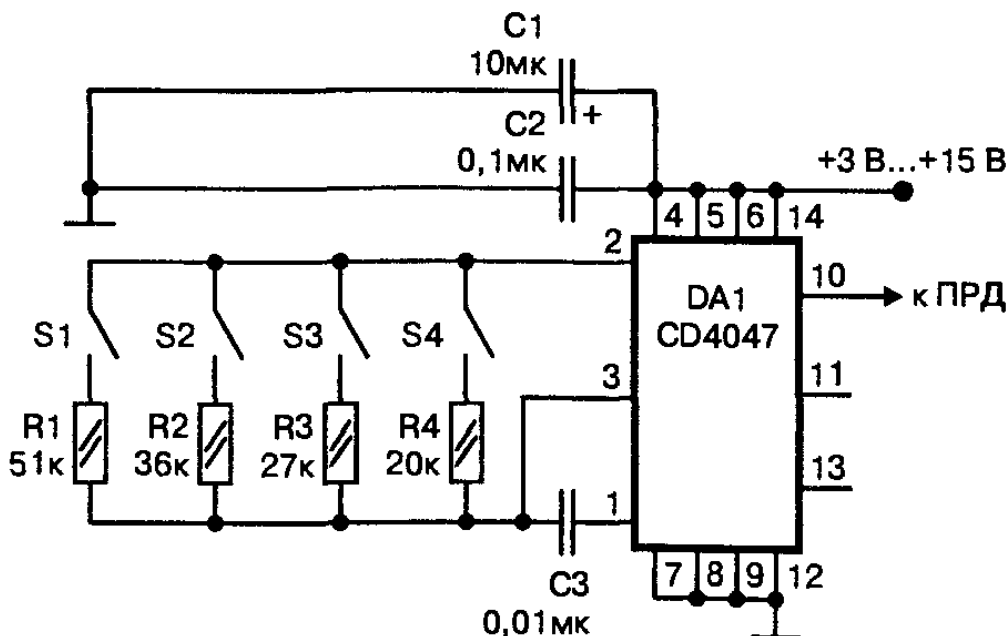 C1
10мк
+
C2
0,1мк
+3 В...+15 В
4 5 6 14
2
10
к ПРД
DA1
CD4047
S1 S2 S3 S4
3
11
R1 R2 R3 R4
51к 36к 27к 20к
13
1
7 8 9 12
C3
0,01мк